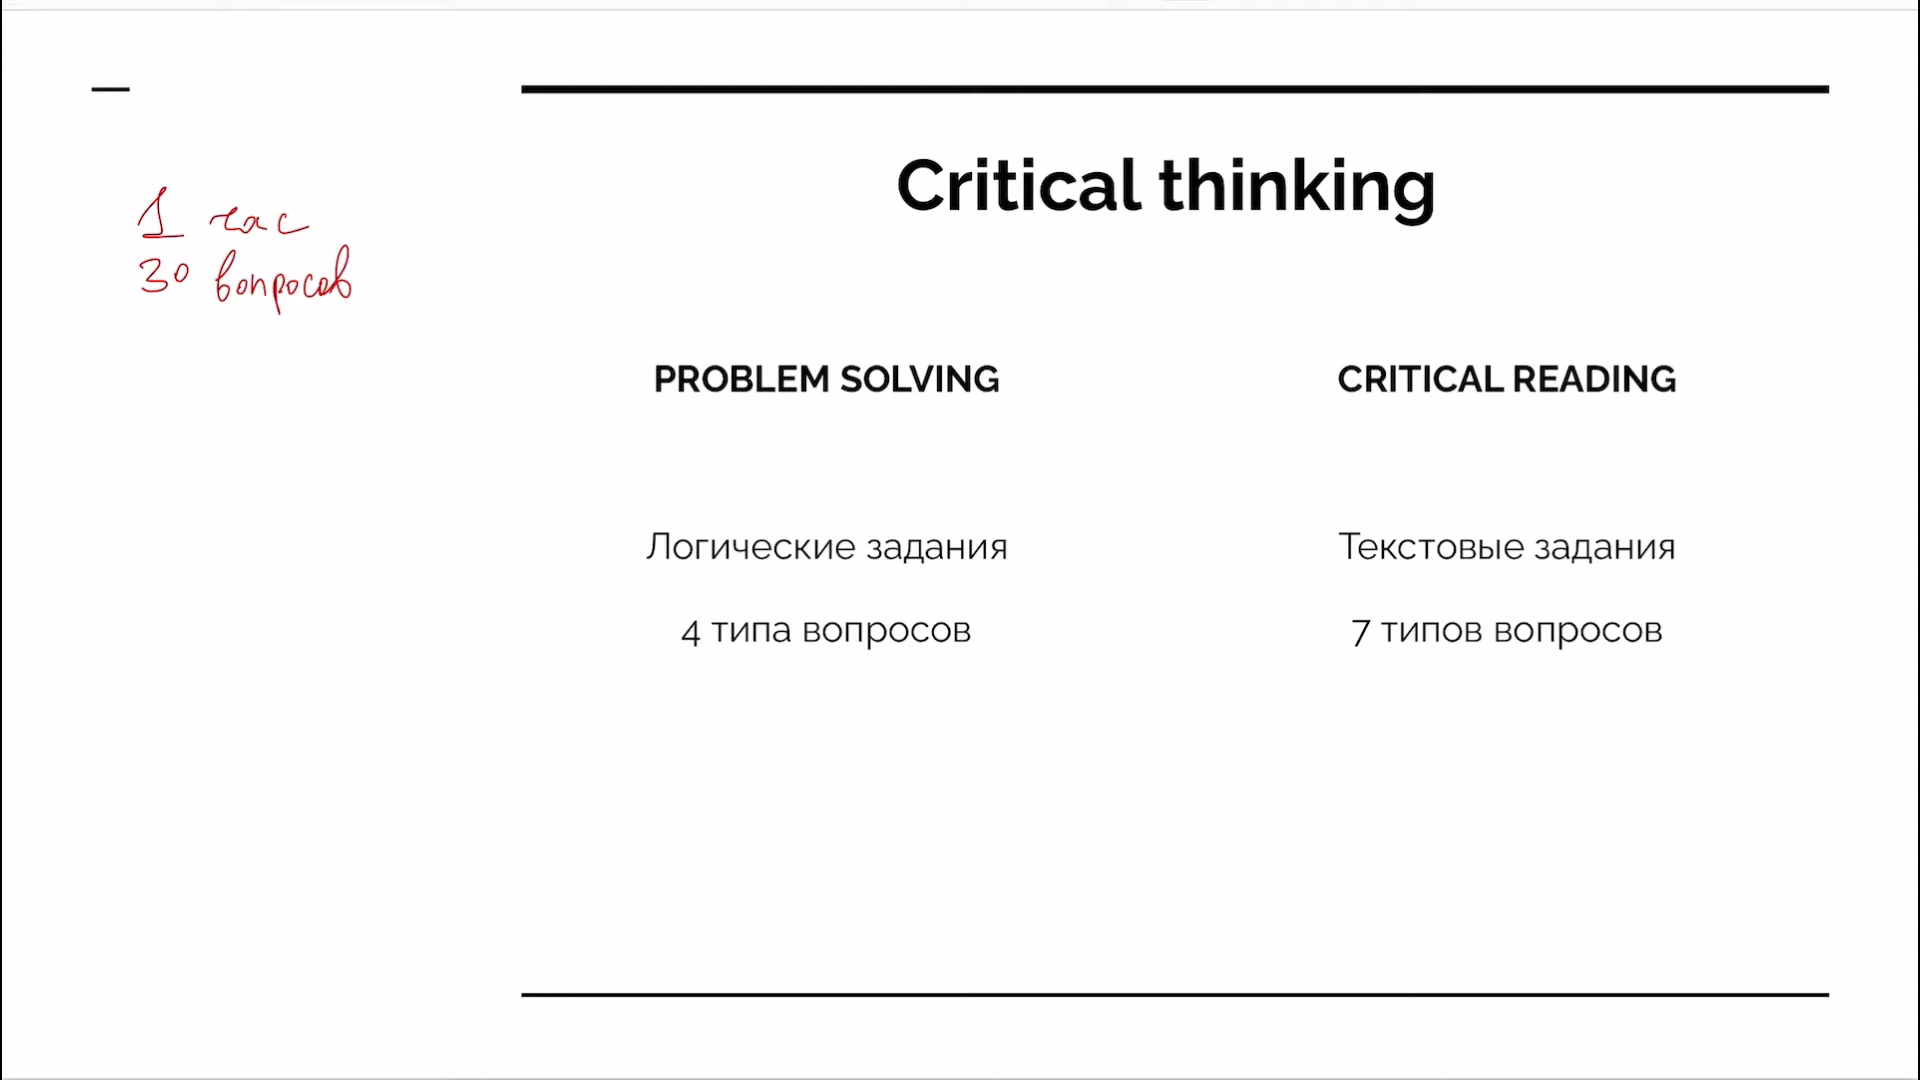 1 час
30 вопросов
Critical thinking
PROBLEM SOLVING
CRITICAL READING
Логические задания
Текстовые задания
4 типа вопросов
7 типов вопросов